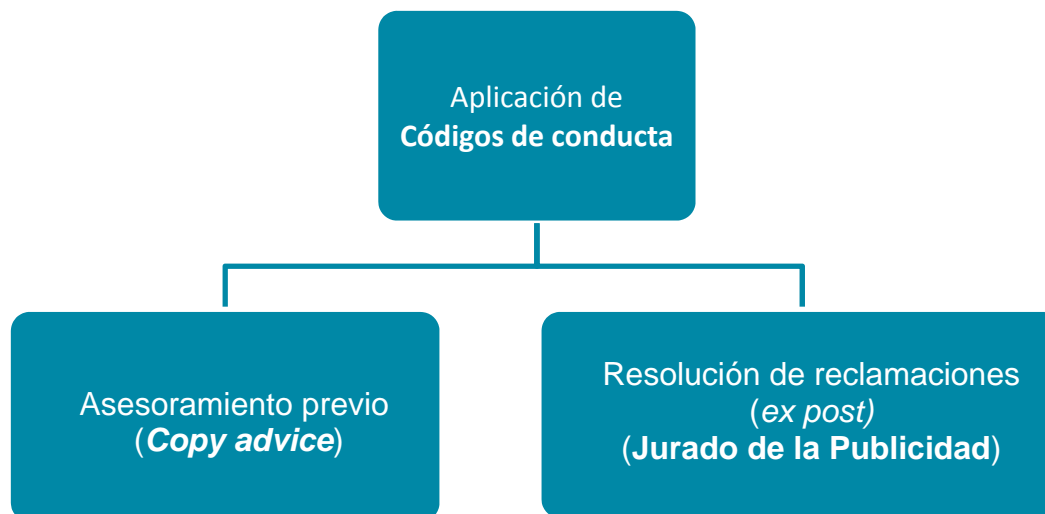 Aplicación de
Códigos de conducta
Asesoramiento previo
(Copy advice)
Resolución de reclamaciones
(ex post)
(Jurado de la Publicidad)